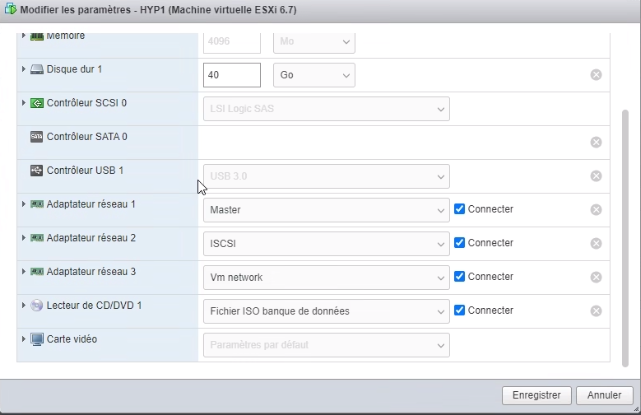 Modifier les paramètres - HYP1 (Machine virtuelle ESXi 6.7)
Mémoire 4096 Mo
Disque dur 1 40 Go
Contrôleur SCSI 0 LSI Logic SAS
SATA Contrôleur SATA 0
Contrôleur USB 1 USB 3.0
Adaptateur réseau 1 Master Connecter
Adaptateur réseau 2 ISCSI Connecter
Adaptateur réseau 3 Vm network Connecter
Lecteur de CD/DVD 1 Fichier ISO banque de données Connecter
Carte vidéo Paramètres par défaut
Enregistrer Annuler